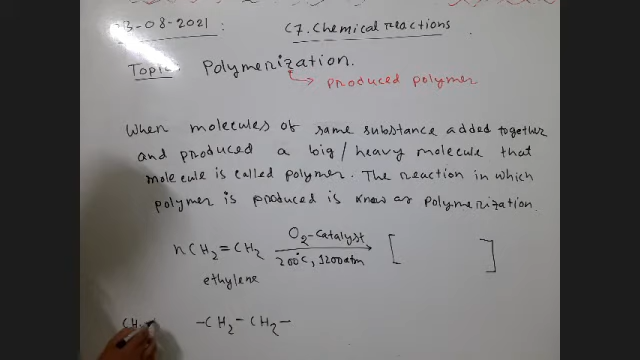 3-08-2021 : C7. Chemical Reactions
Topic: Polymerization.
produced polymer
When molecules of same substance added together
and produced a big/heavy molecule that
molecule is called polymer. The reaction in which
polymer is produced is know as polymerization.
nCH₂=CH₂ O₂-Catalyst [ ]
200°C, 1200atm
ethylene
CH -CH₂-CH₂-